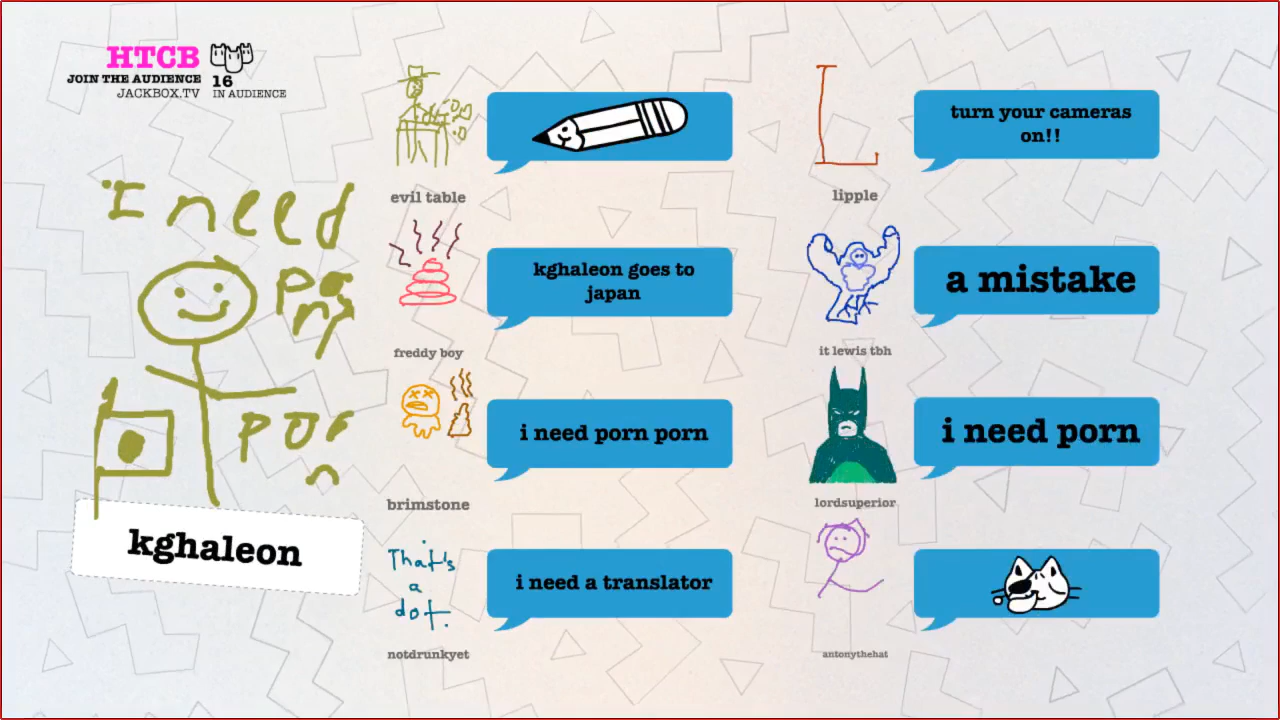 HTCB
JOIN THE AUDIENCE
JACKBOX.TV
16
IN AUDIENCE
I need
por
n
kghaleon
evil table
turn your cameras
on!!
lipple
kghaleon goes to
japan
freddy boy
a mistake
it lewis tbh
i need porn porn
brimstone
i need porn
lordsuperior
That's
a
dot.
i need a translator
notdrunkyet
antonythehat